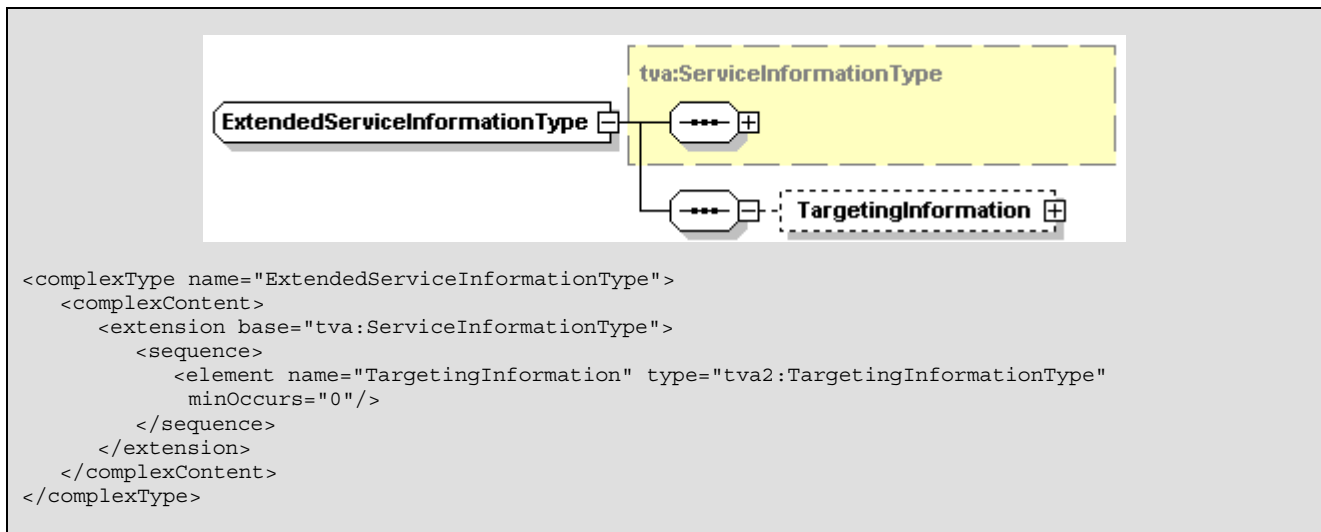 tva:ServiceInformationType
ExtendedServiceInformationType
TargetingInformation
<complexType name="ExtendedServiceInformationType">
   <complexContent>
      <extension base="tva:ServiceInformationType">
         <sequence>
            <element name="TargetingInformation" type="tva2:TargetingInformationType"
             minOccurs="0"/>
         </sequence>
      </extension>
   </complexContent>
</complexType>